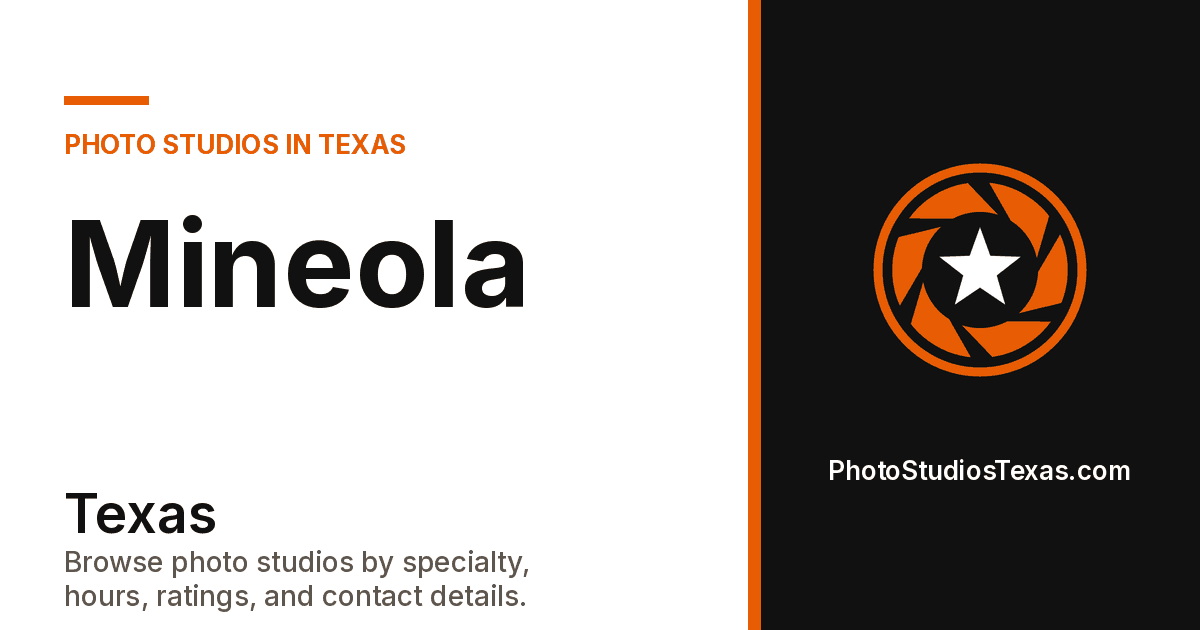 PHOTO STUDIOS IN TEXAS
Mineola
Texas
Browse photo studios by specialty,
hours, ratings, and contact details.
PhotoStudiosTexas.com